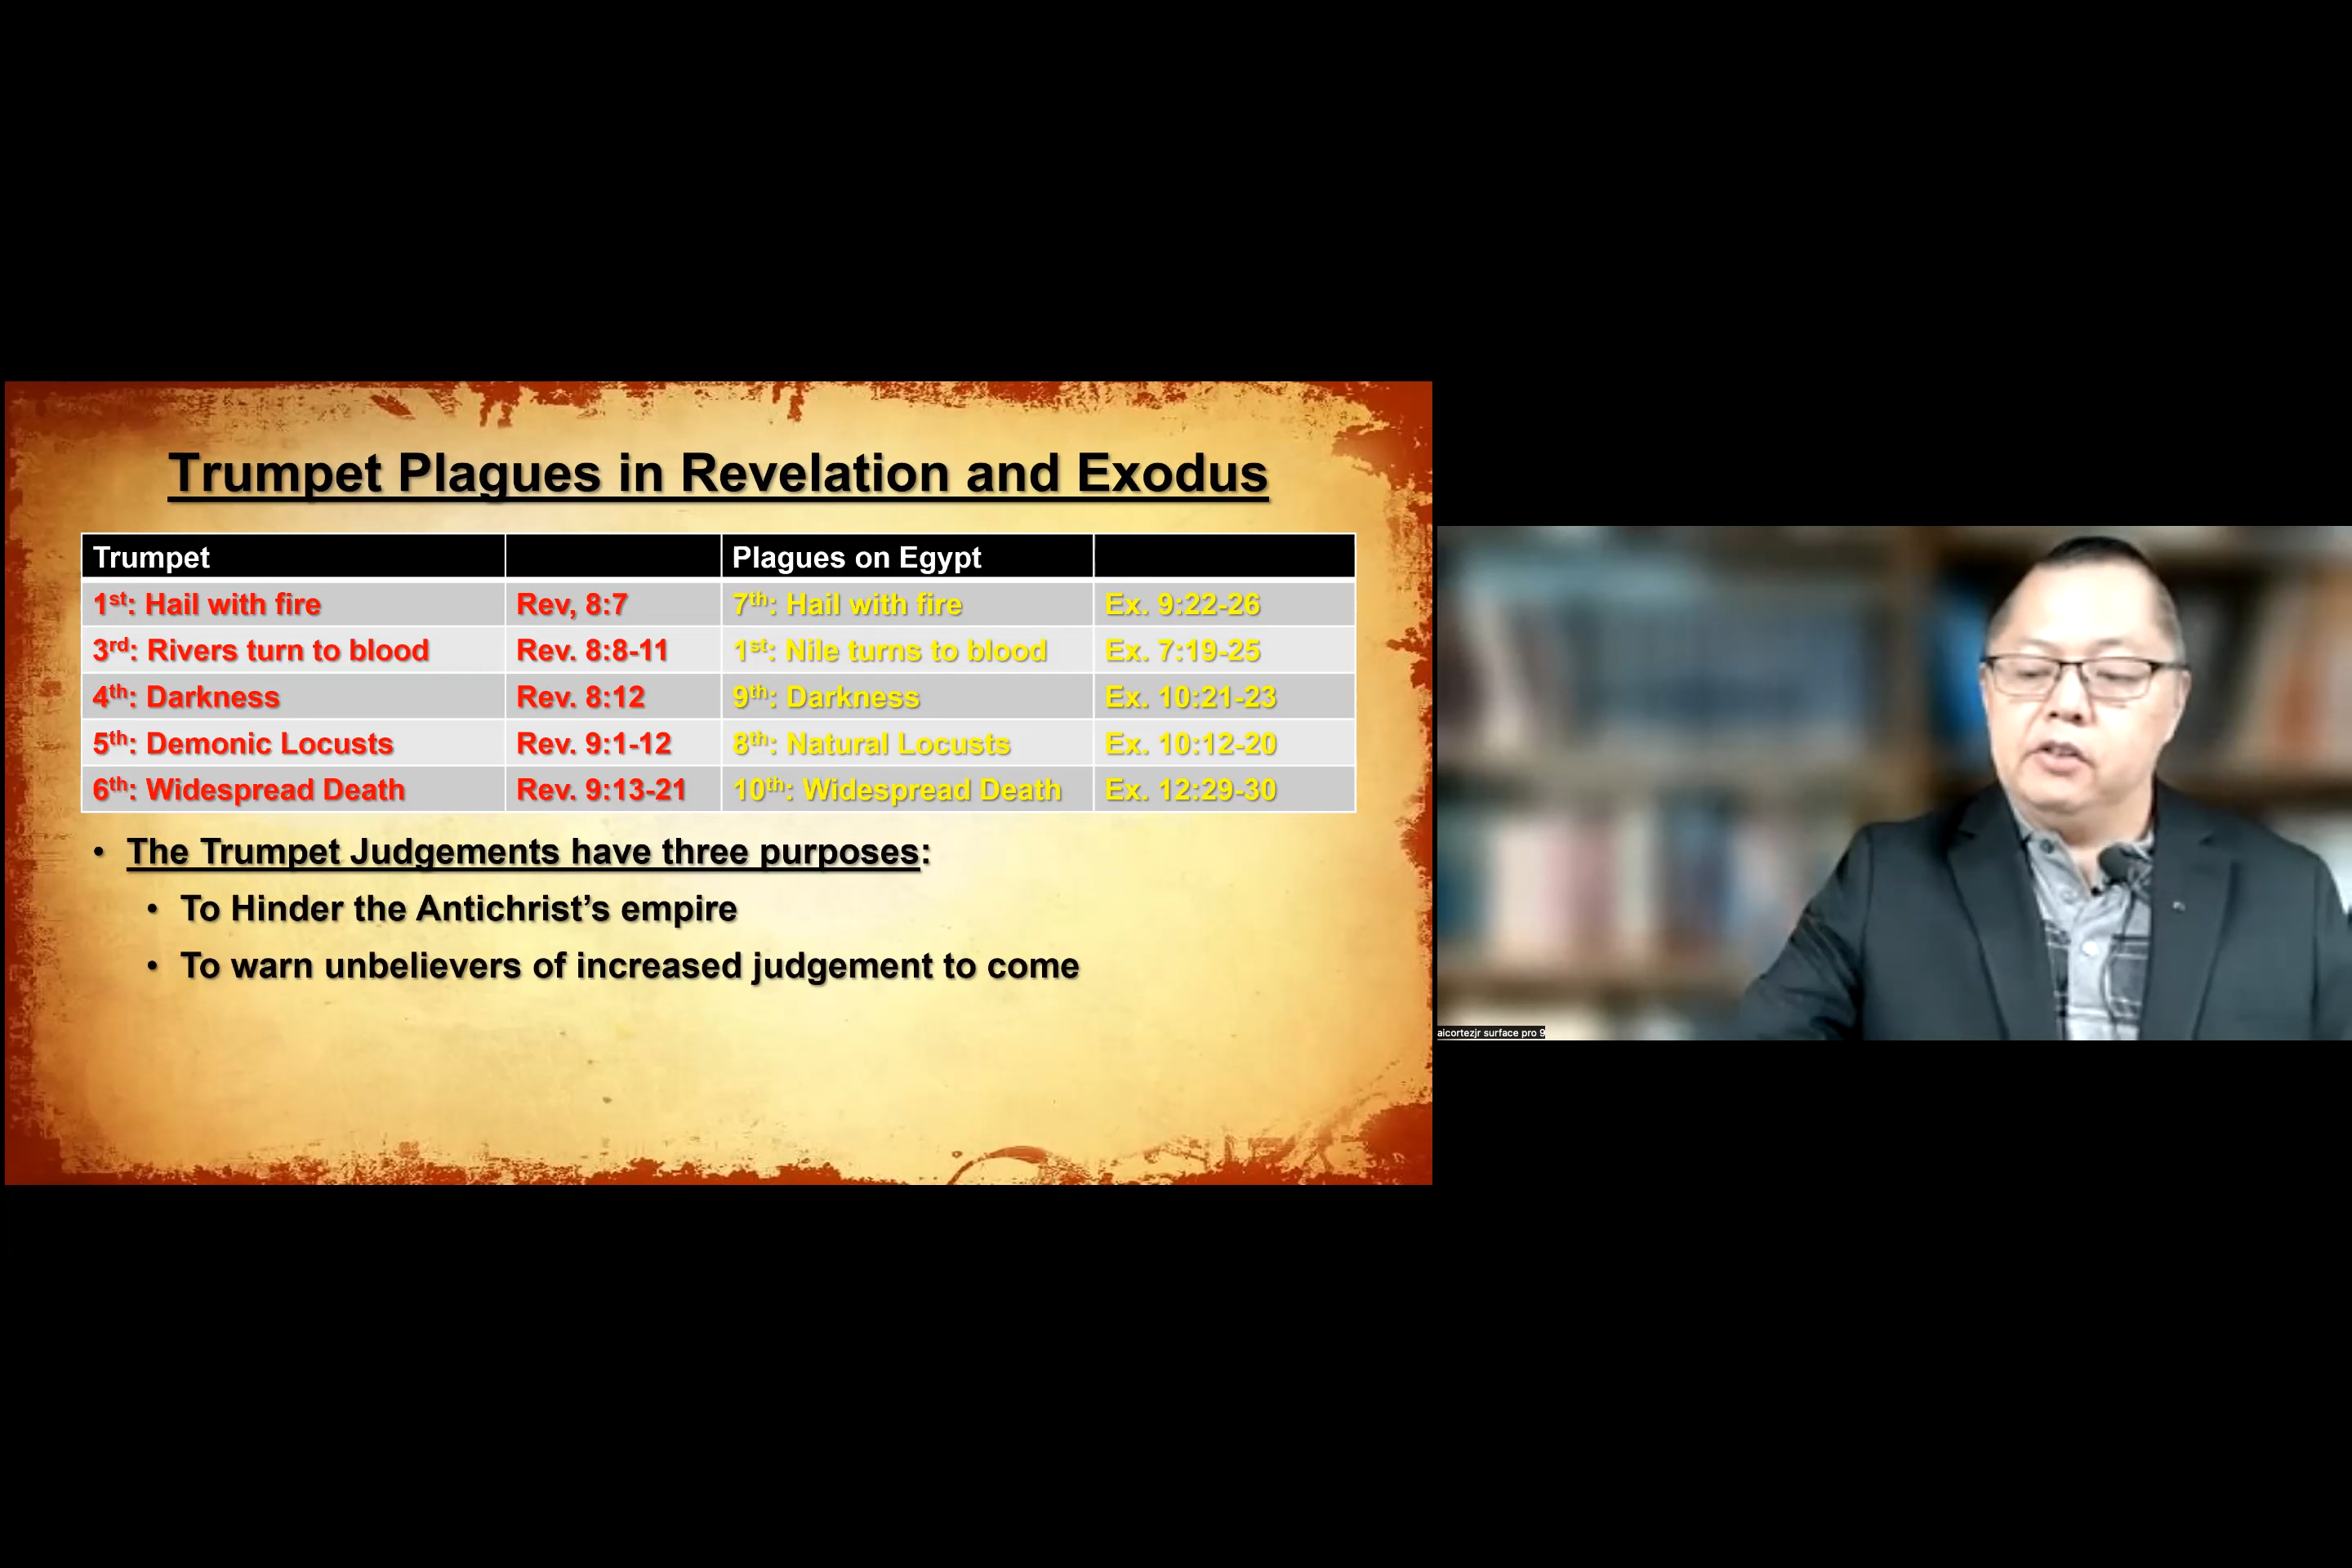 Trumpet Plagues in Revelation and Exodus
Trumpet Plagues on Egypt
1st: Hail with fire Rev, 8:7 7th: Hail with fire Ex. 9:22-26
3rd: Rivers turn to blood Rev. 8:8-11 1st: Nile turns to blood Ex. 7:19-25
4th: Darkness Rev. 8:12 9th: Darkness Ex. 10:21-23
5th: Demonic Locusts Rev. 9:1-12 8th: Natural Locusts Ex. 10:12-20
6th: Widespread Death Rev. 9:13-21 10th: Widespread Death Ex. 12:29-30
• The Trumpet Judgements have three purposes:
• To Hinder the Antichrist’s empire
• To warn unbelievers of increased judgement to come
aicortezjr surface pro 9